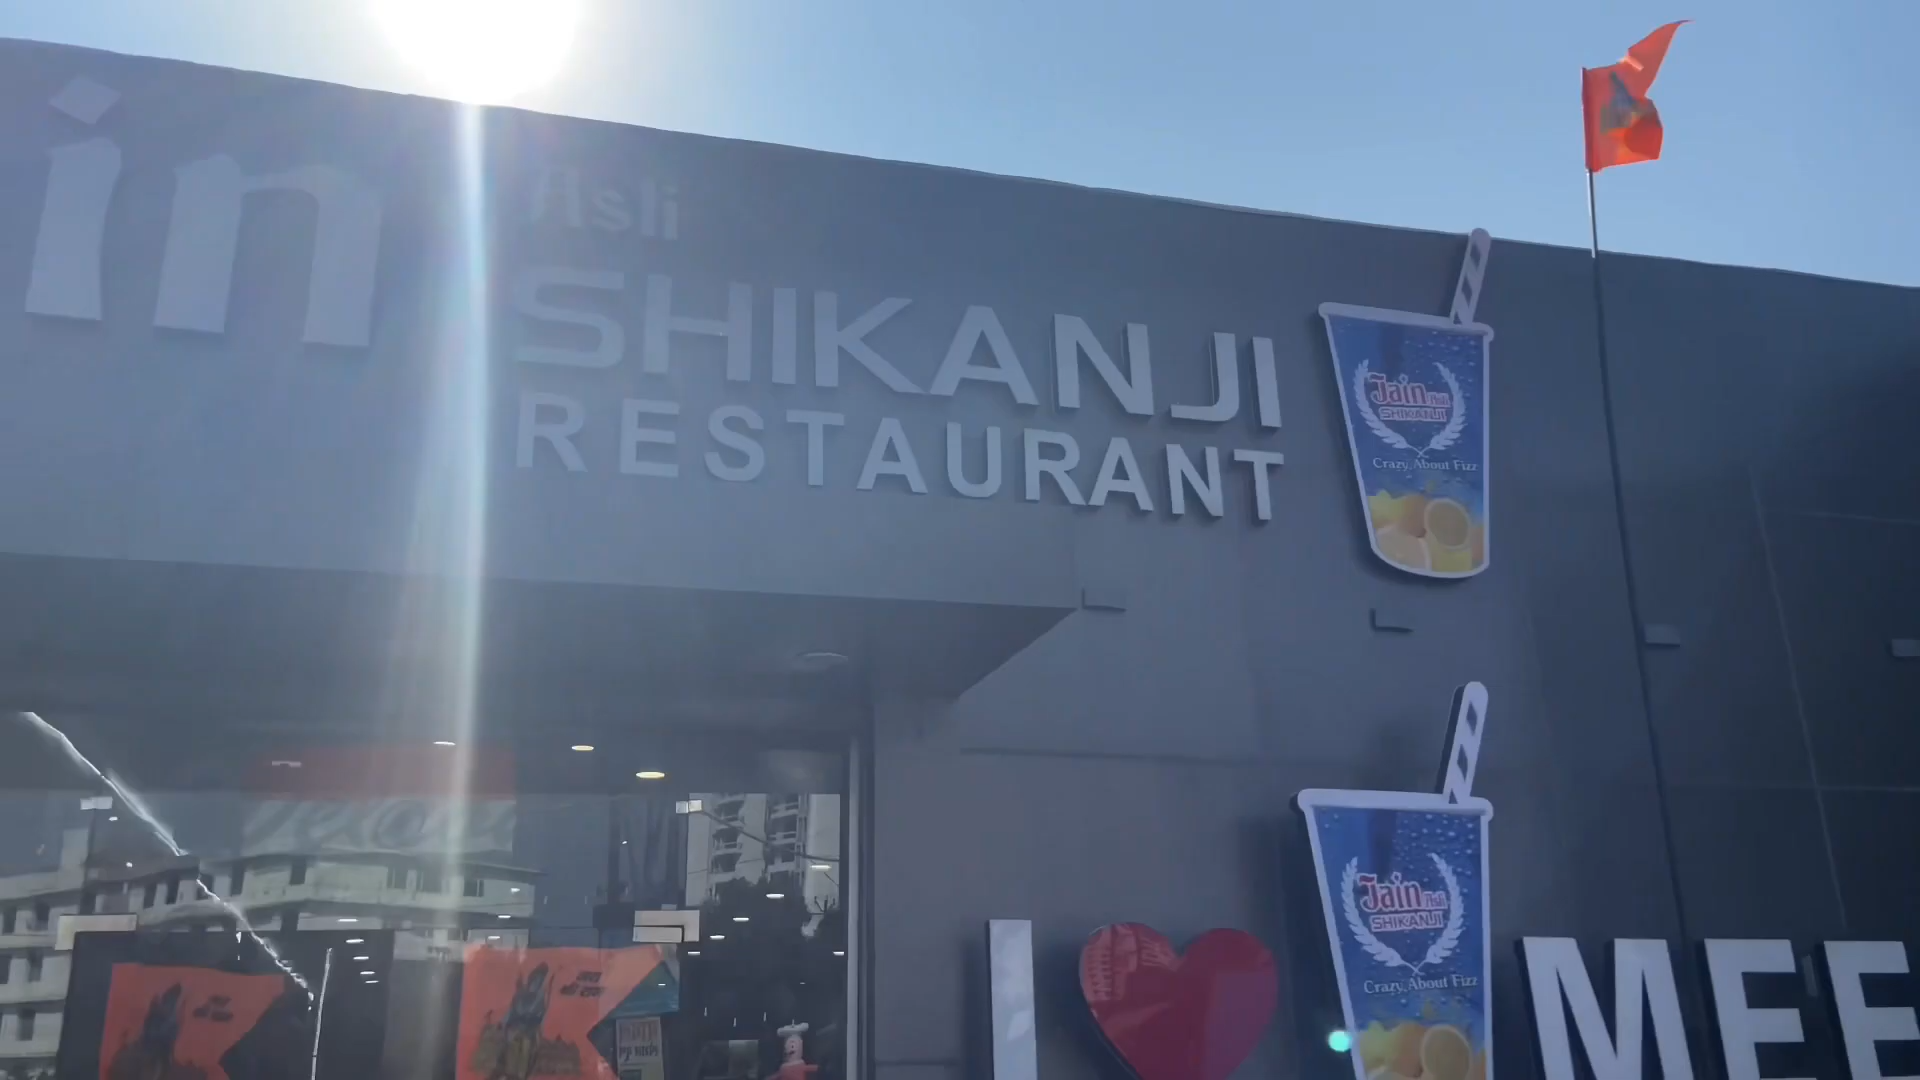 in Asli
SHIKANJI
RESTAURANT
Jain Asli
SHIKANJI
Crazy About Fizz
Jain Asli
SHIKANJI
Crazy About Fizz
I MEE